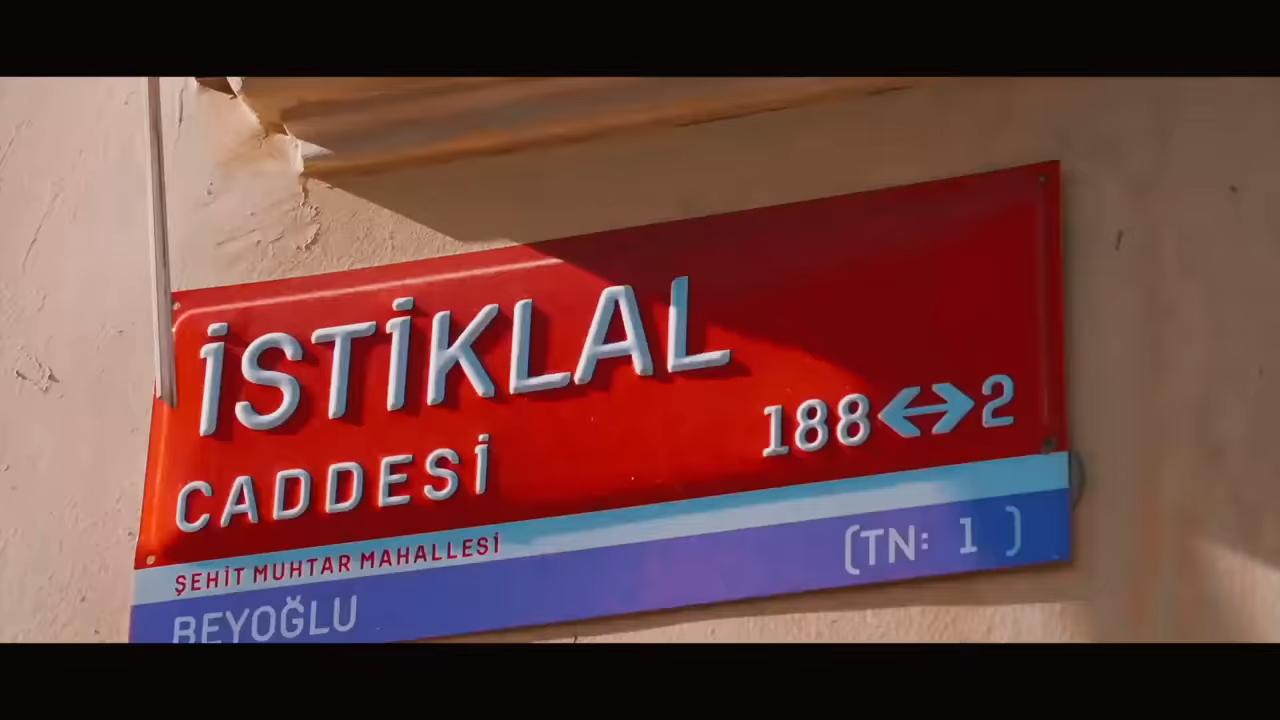 İSTİKLAL
188↔2
CADDESİ
ŞEHİT MUHTAR MAHALLESİ
(TN: 1 )
BEYOĞLU